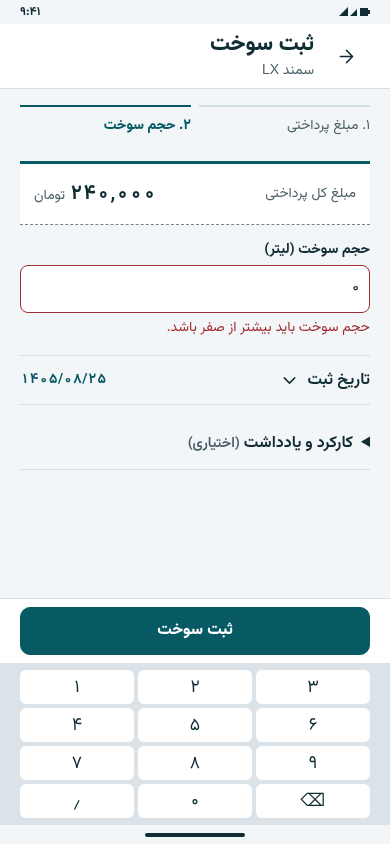 ۹:۴۱
ثبت سوخت
سمند LX
۱. مبلغ پرداختی
۲. حجم سوخت
مبلغ کل پرداختی
۲۴۰,۰۰۰ تومان
حجم سوخت (لیتر)
۰
حجم سوخت باید بیشتر از صفر باشد.
تاریخ ثبت
۱۴۰۵/۰۸/۲۵
کارکرد و یادداشت (اختیاری)
ثبت سوخت
۱ ۲ ۳
۴ ۵ ۶
۷ ۸ ۹
٫ ۰ ⌫